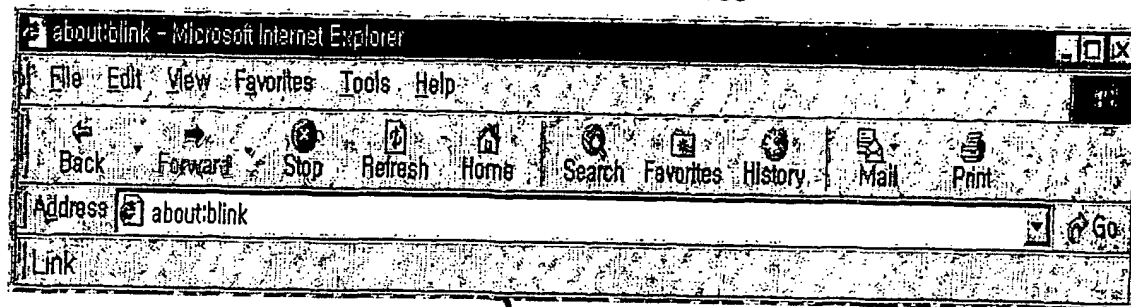 about:blink - Microsoft Internet Explorer
File Edit View Favorites Tools Help
Back Forward Stop Refresh Home Search Favorites History Mail Print
Address about:blink Go
Link